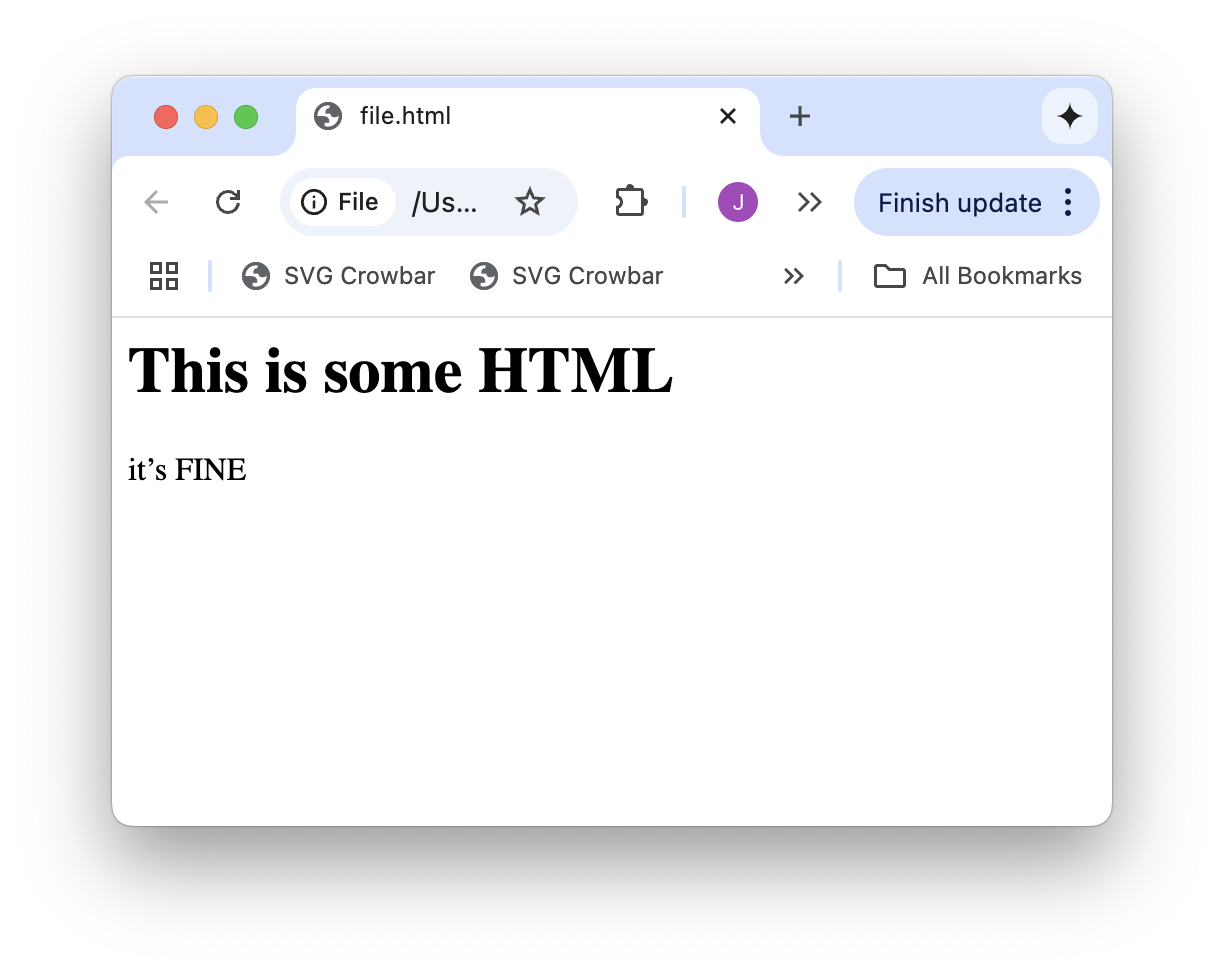 file.html
File /Us...
J
Finish update
SVG Crowbar SVG Crowbar All Bookmarks
This is some HTML
it’s FINE